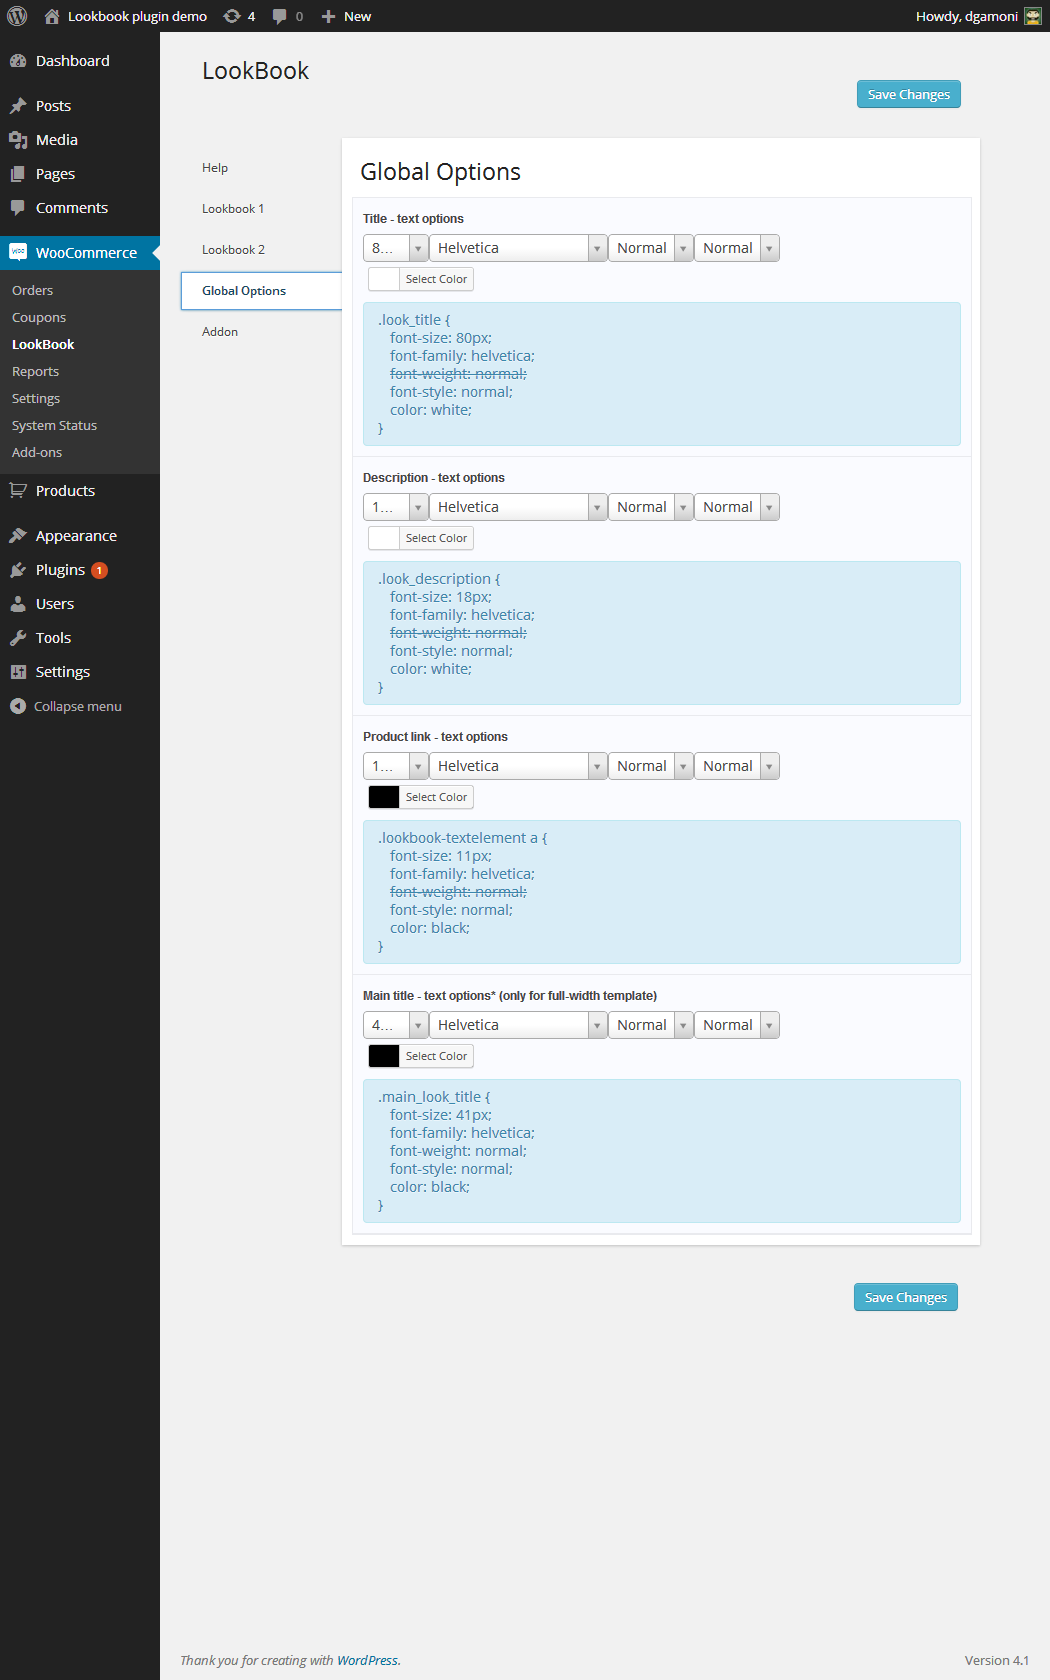 Lookbook plugin demo 4 0 New Howdy, dgamoni
Dashboard
Posts
Media
Pages
Comments
WooCommerce
Orders
Coupons
LookBook
Reports
Settings
System Status
Add-ons
Products
Appearance
Plugins 1
Users
Tools
Settings
Collapse menu
LookBook
Save Changes
Help
Lookbook 1
Lookbook 2
Global Options
Addon
Global Options
Title - text options
8... Helvetica Normal Normal
Select Color
.look_title {
font-size: 80px;
font-family: helvetica;
font-weight: normal;
font-style: normal;
color: white;
}
Description - text options
1... Helvetica Normal Normal
Select Color
.look_description {
font-size: 18px;
font-family: helvetica;
font-weight: normal;
font-style: normal;
color: white;
}
Product link - text options
1... Helvetica Normal Normal
Select Color
.lookbook-textelement a {
font-size: 11px;
font-family: helvetica;
font-weight: normal;
font-style: normal;
color: black;
}
Main title - text options* (only for full-width template)
4... Helvetica Normal Normal
Select Color
.main_look_title {
font-size: 41px;
font-family: helvetica;
font-weight: normal;
font-style: normal;
color: black;
}
Save Changes
Thank you for creating with WordPress. Version 4.1